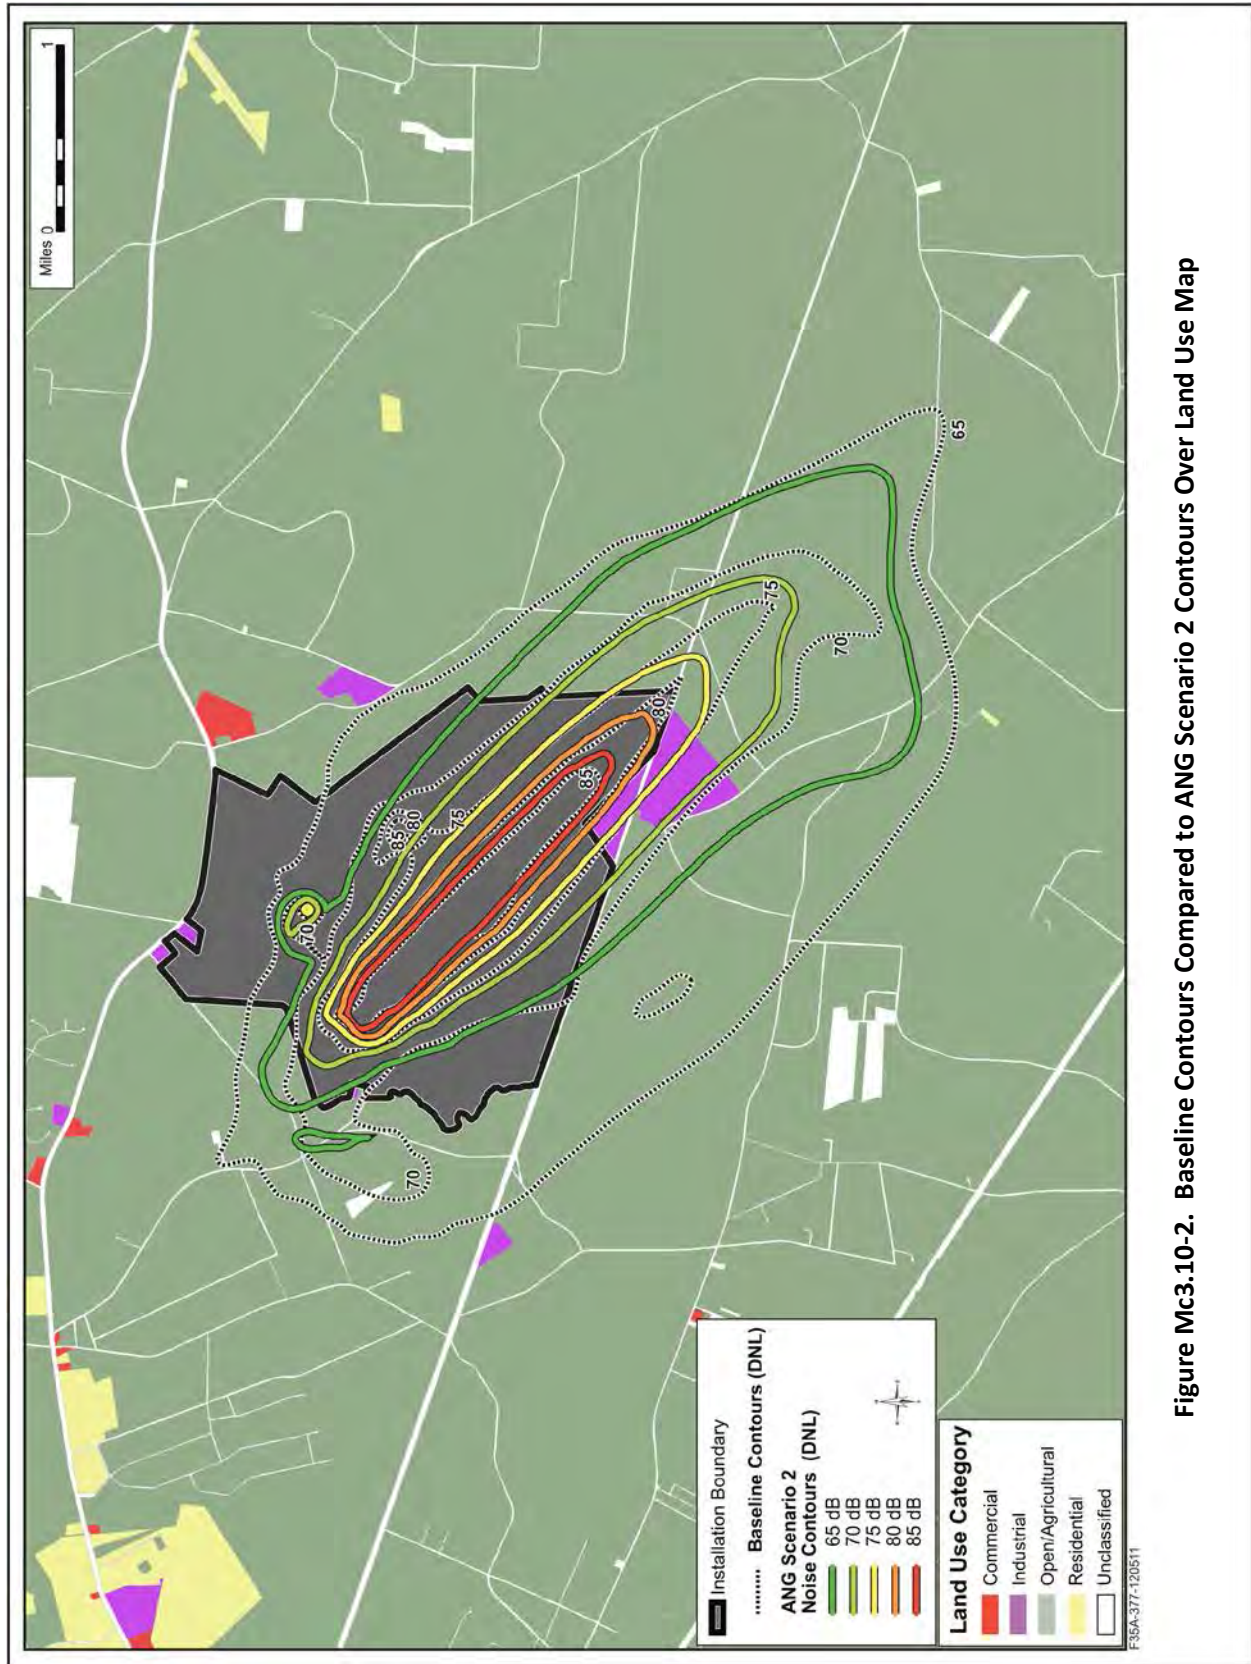 Miles 0 1
65
70
75
80
85
85
80
75
70
70
Installation Boundary
Baseline Contours (DNL)
ANG Scenario 2
Noise Contours (DNL)
65 dB
70 dB
75 dB
80 dB
85 dB
Land Use Category
Commercial
Industrial
Open/Agricultural
Residential
Unclassified
F35A-377-120511
Figure Mc3.10-2. Baseline Contours Compared to ANG Scenario 2 Contours Over Land Use Map